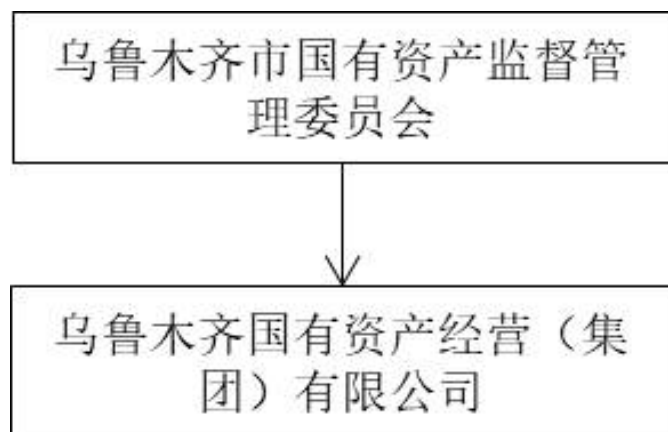 乌鲁木齐市国有资产监督管
理委员会
乌鲁木齐国有资产经营（集
团）有限公司